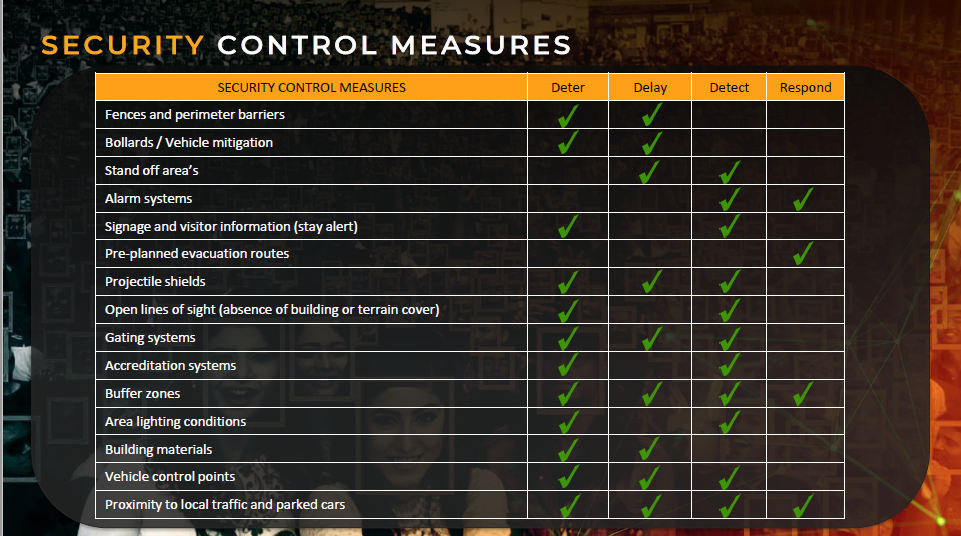 SECURITY CONTROL MEASURES
SECURITY CONTROL MEASURES Deter Delay Detect Respond
Fences and perimeter barriers ✓ ✓
Bollards / Vehicle mitigation ✓ ✓
Stand off area's ✓ ✓
Alarm systems ✓ ✓
Signage and visitor information (stay alert) ✓ ✓
Pre-planned evacuation routes ✓
Projectile shields ✓ ✓ ✓
Open lines of sight (absence of building or terrain cover) ✓ ✓
Gating systems ✓ ✓ ✓
Accreditation systems ✓ ✓
Buffer zones ✓ ✓ ✓ ✓
Area lighting conditions ✓ ✓
Building materials ✓ ✓
Vehicle control points ✓ ✓ ✓
Proximity to local traffic and parked cars ✓ ✓ ✓ ✓